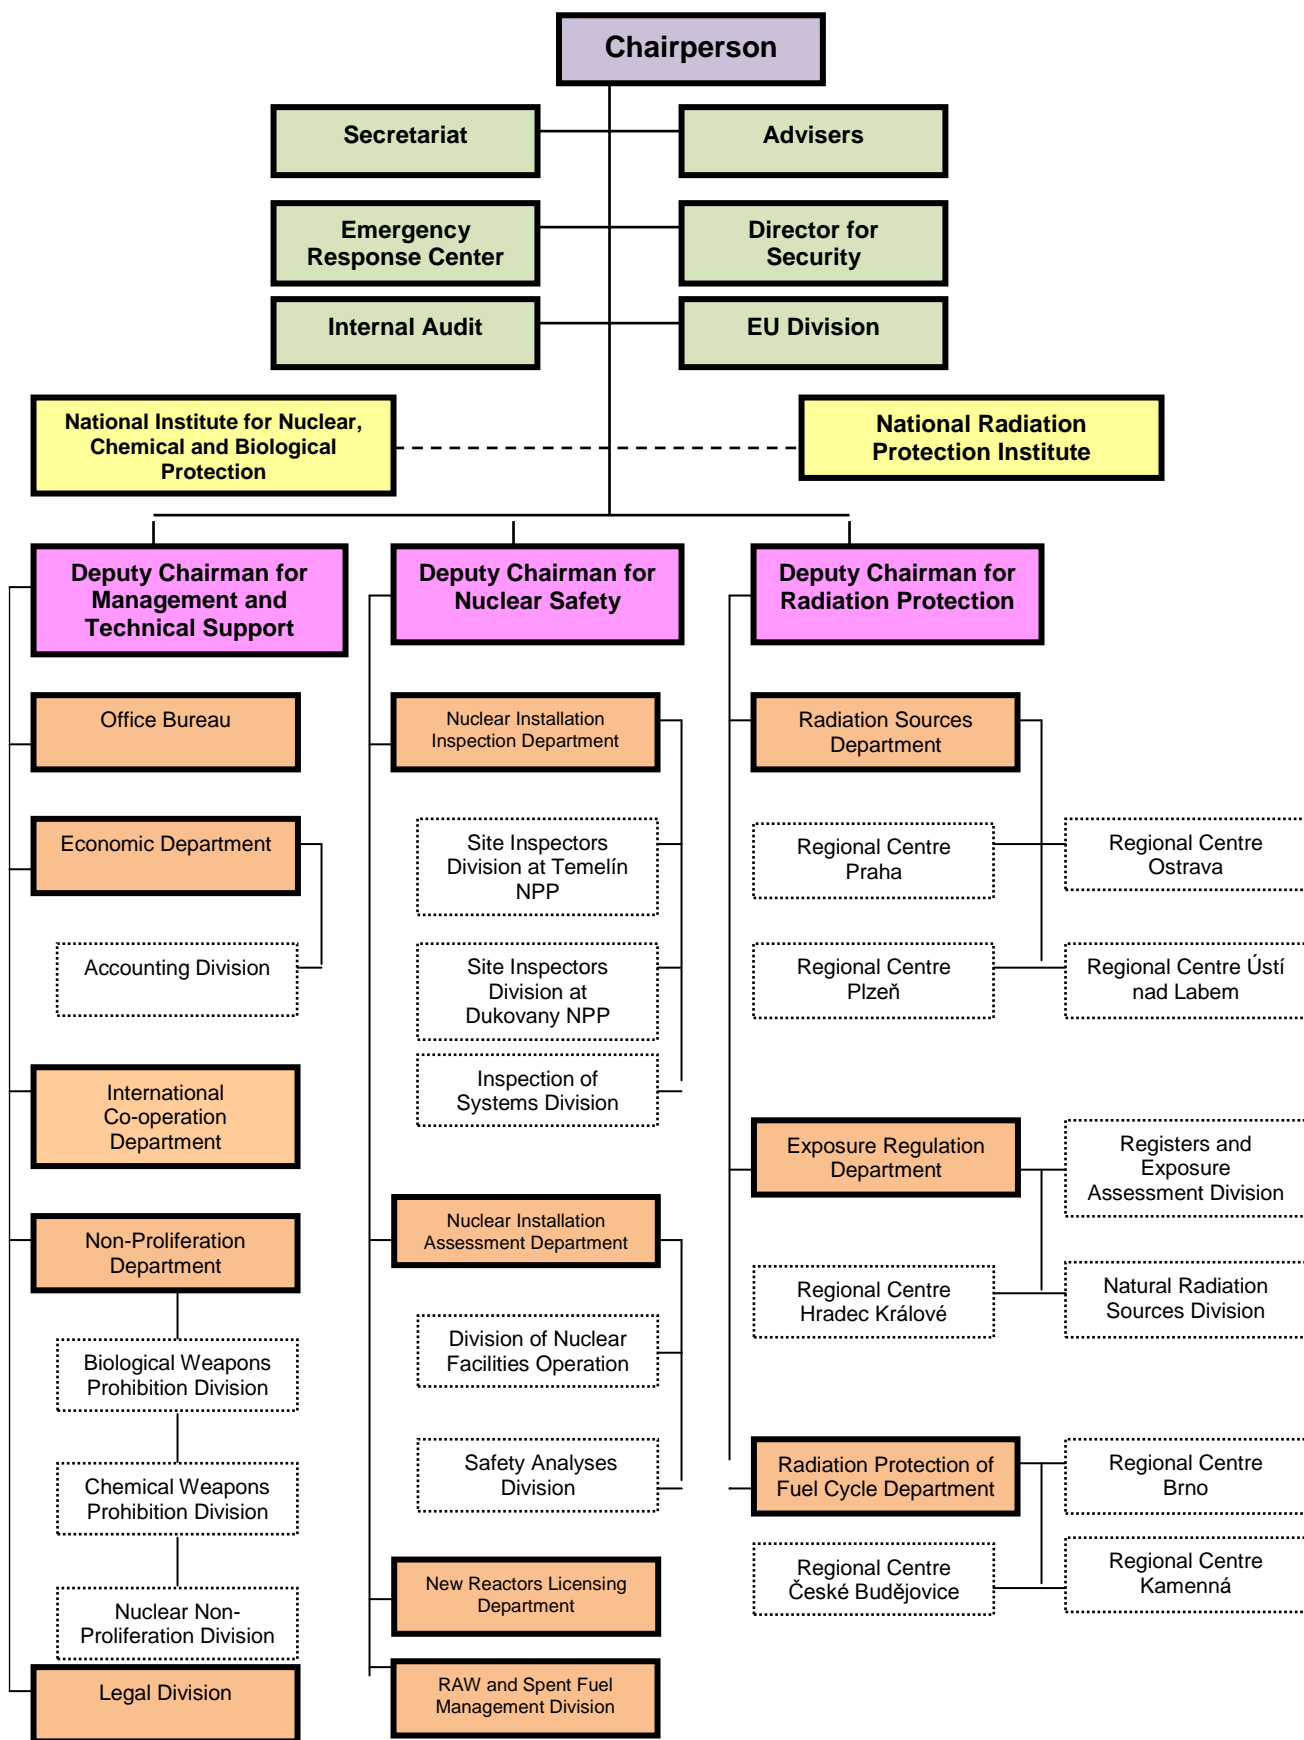 Chairperson
Secretariat
Advisers
Emergency
Response Center
Director for
Security
Internal Audit
EU Division
National Institute for Nuclear,
Chemical and Biological
Protection
National Radiation
Protection Institute
Deputy Chairman for
Management and
Technical Support
Office Bureau
Economic Department
Accounting Division
International
Co-operation
Department
Non-Proliferation
Department
Biological Weapons
Prohibition Division
Chemical Weapons
Prohibition Division
Nuclear Non-
Proliferation Division
Legal Division
Deputy Chairman for
Nuclear Safety
Nuclear Installation
Inspection Department
Site Inspectors
Division at Temelín
NPP
Site Inspectors
Division at
Dukovany NPP
Inspection of
Systems Division
Nuclear Installation
Assessment Department
Division of Nuclear
Facilities Operation
Safety Analyses
Division
New Reactors Licensing
Department
RAW and Spent Fuel
Management Division
Deputy Chairman for
Radiation Protection
Radiation Sources
Department
Regional Centre
Praha
Regional Centre
Ostrava
Regional Centre
Plzeň
Regional Centre Ústí
nad Labem
Exposure Regulation
Department
Registers and
Exposure
Assessment Division
Regional Centre
Hradec Králové
Natural Radiation
Sources Division
Radiation Protection of
Fuel Cycle Department
Regional Centre
Brno
Regional Centre
České Budějovice
Regional Centre
Kamenná